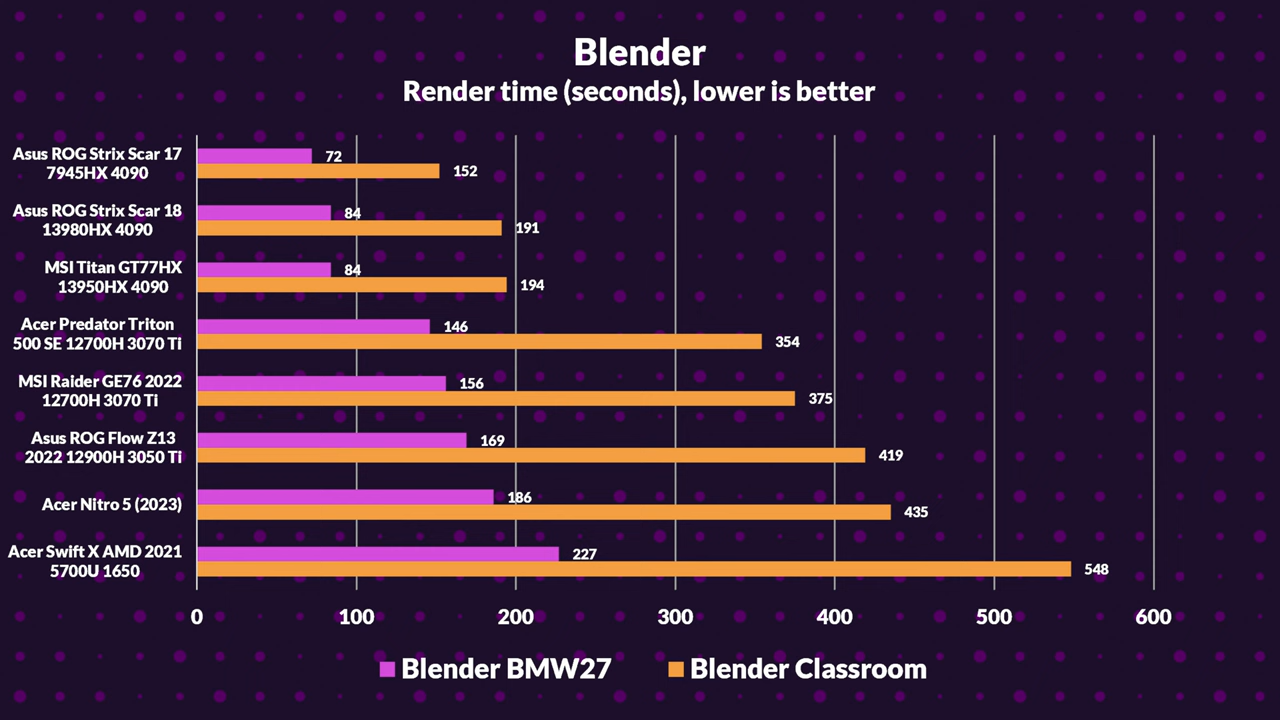 Blender
Render time (seconds), lower is better
Asus ROG Strix Scar 17
7945HX 4090
72
152
Asus ROG Strix Scar 18
13980HX 4090
84
191
MSI Titan GT77HX
13950HX 4090
84
194
Acer Predator Triton
500 SE 12700H 3070 Ti
146
354
MSI Raider GE76 2022
12700H 3070 Ti
156
375
Asus ROG Flow Z13
2022 12900H 3050 Ti
169
419
Acer Nitro 5 (2023)
186
435
Acer Swift X AMD 2021
5700U 1650
227
548
0 100 200 300 400 500 600
Blender BMW27 Blender Classroom